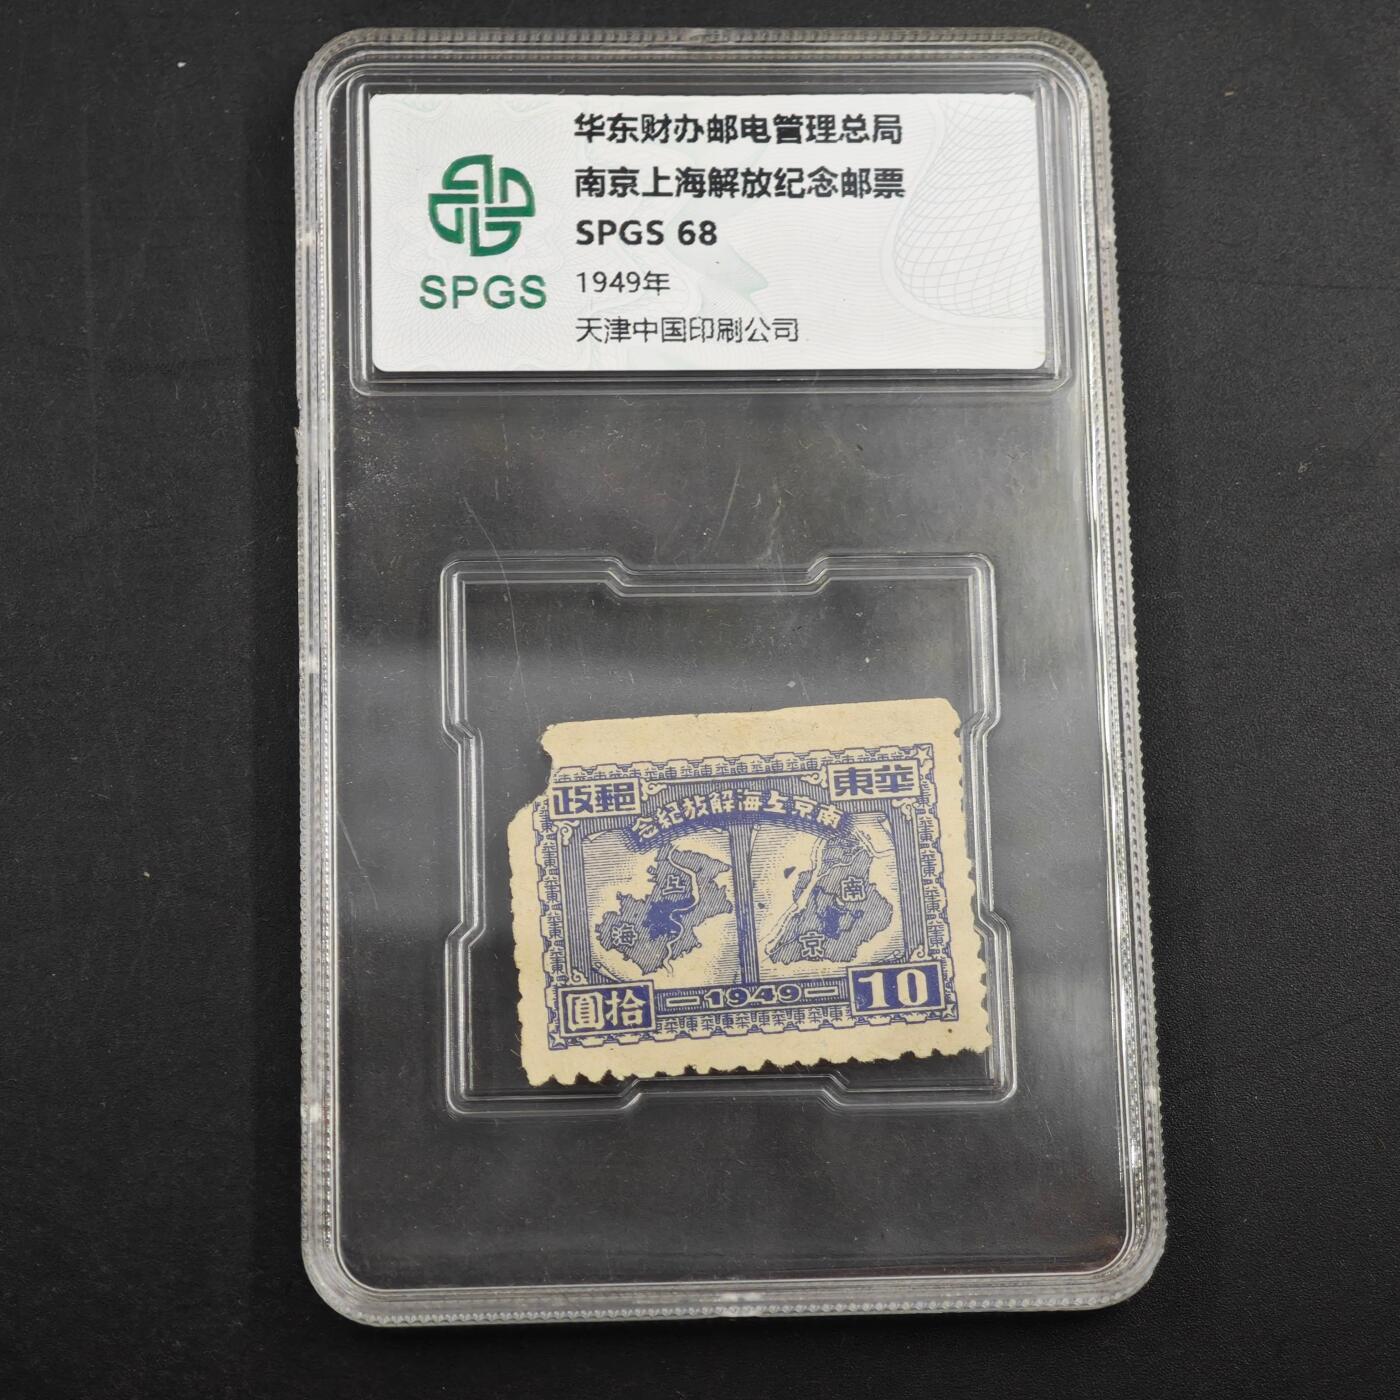 华东财办邮电管理总局
南京上海解放纪念邮票
SPGS 68
1949年
天津中国印刷公司
SPGS
政郵
東華
念紀放解海上京南
上
海
南
京
圓拾
1949
10